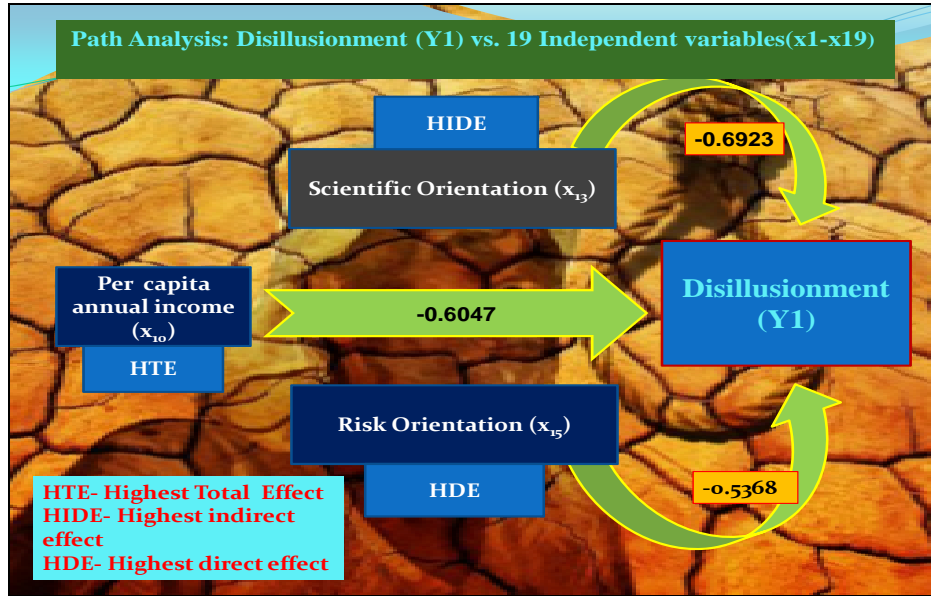 Path Analysis: Disillusionment (Y1) vs. 19 Independent variables(x1-x19)
HIDE
-0.6923
Scientific Orientation (x₁₃)
Per capita
annual income
(x₁₀)
HTE
-0.6047
Disillusionment
(Y1)
Risk Orientation (x₁₅)
HDE
-0.5368
HTE- Highest Total Effect
HIDE- Highest indirect
effect
HDE- Highest direct effect